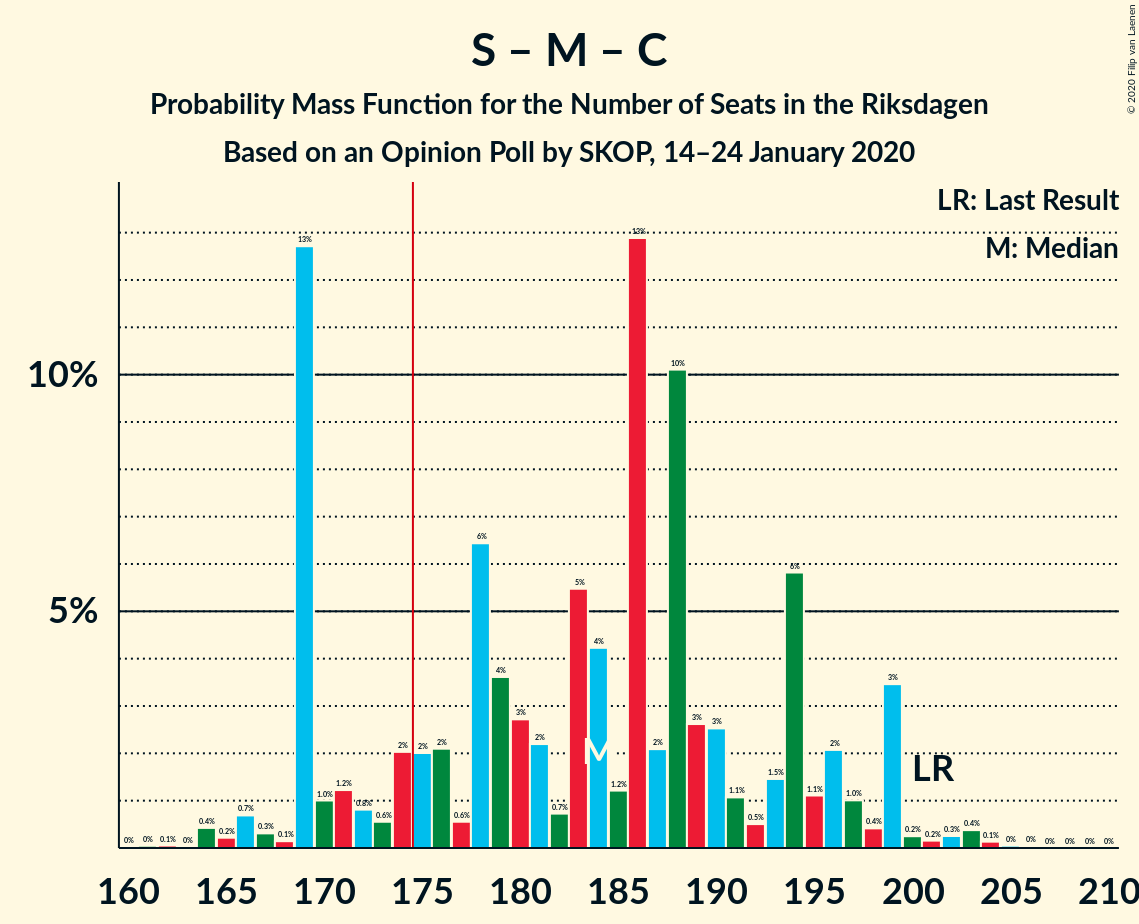 S – M – C
Probability Mass Function for the Number of Seats in the Riksdagen
Based on an Opinion Poll by SKOP, 14–24 January 2020
© 2020 Filip van Laenen
LR: Last Result
M: Median
10%
5%
0% 0% 0.1% 0% 0.4% 0.2% 0.7% 0.3% 0.1% 13% 1.0% 1.2% 0.8% 0.6% 2% 2% 2% 0.6% 6% 4% 3% 2% 0.7% 5% 4% 1.2% 13% 2% 10% 3% 3% 1.1% 0.5% 1.5% 6% 1.1% 2% 1.0% 0.4% 3% 0.2% 0.2% 0.3% 0.4% 0.1% 0% 0% 0% 0% 0% 0%
M
LR
160 165 170 175 180 185 190 195 200 205 210